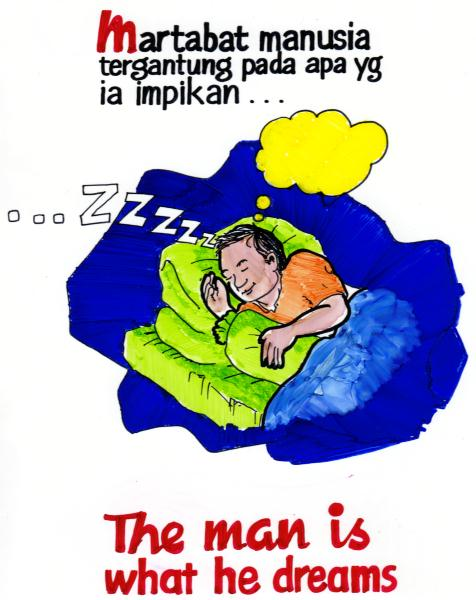 Martabat manusia
tergantung pada apa yg
ia impikan ...
... Z Z Z Z Z
The man is
what he dreams